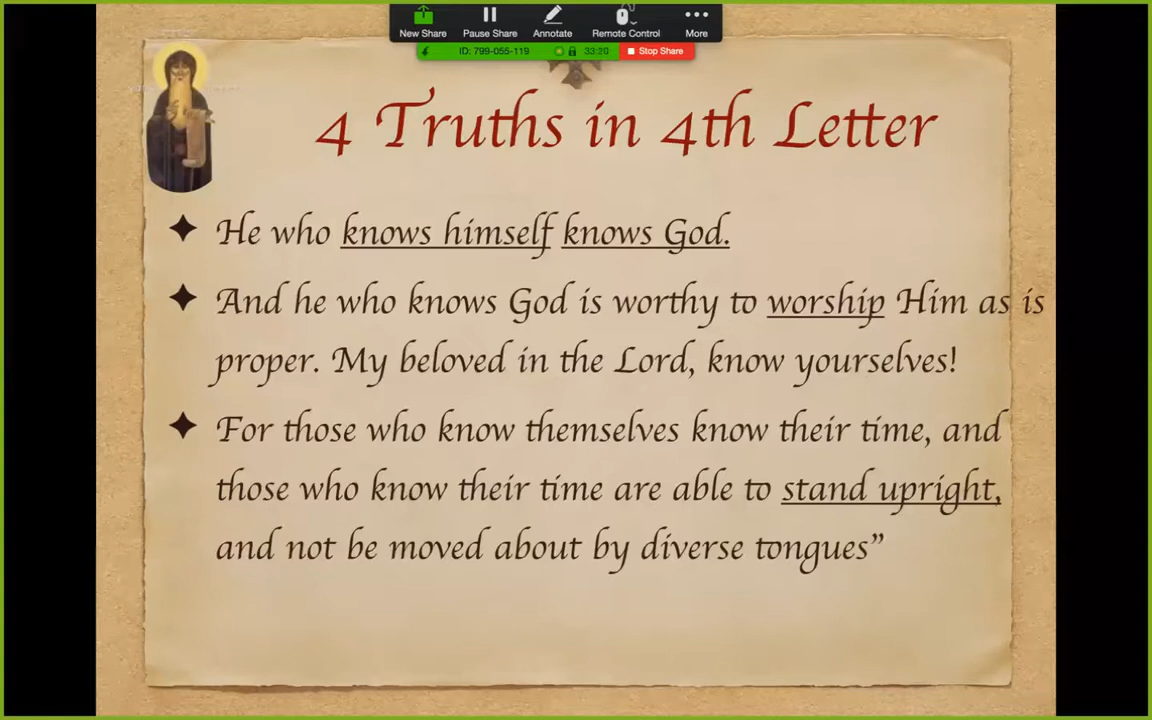 New Share Pause Share Annotate Remote Control More
ID: 799-055-119 33:20 Stop Share
4 Truths in 4th Letter
He who knows himself knows God.
And he who knows God is worthy to worship Him as is
proper. My beloved in the Lord, know yourselves!
For those who know themselves know their time, and
those who know their time are able to stand upright,
and not be moved about by diverse tongues”